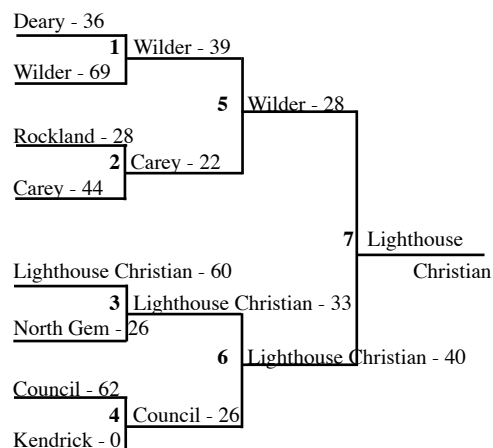 Deary - 36
1 Wilder - 39
Wilder - 69
5 Wilder - 28
Rockland - 28
2 Carey - 22
Carey - 44
7 Lighthouse
Christian
Lighthouse Christian - 60
3 Lighthouse Christian - 33
North Gem - 26
6 Lighthouse Christian - 40
Council - 62
4 Council - 26
Kendrick - 0